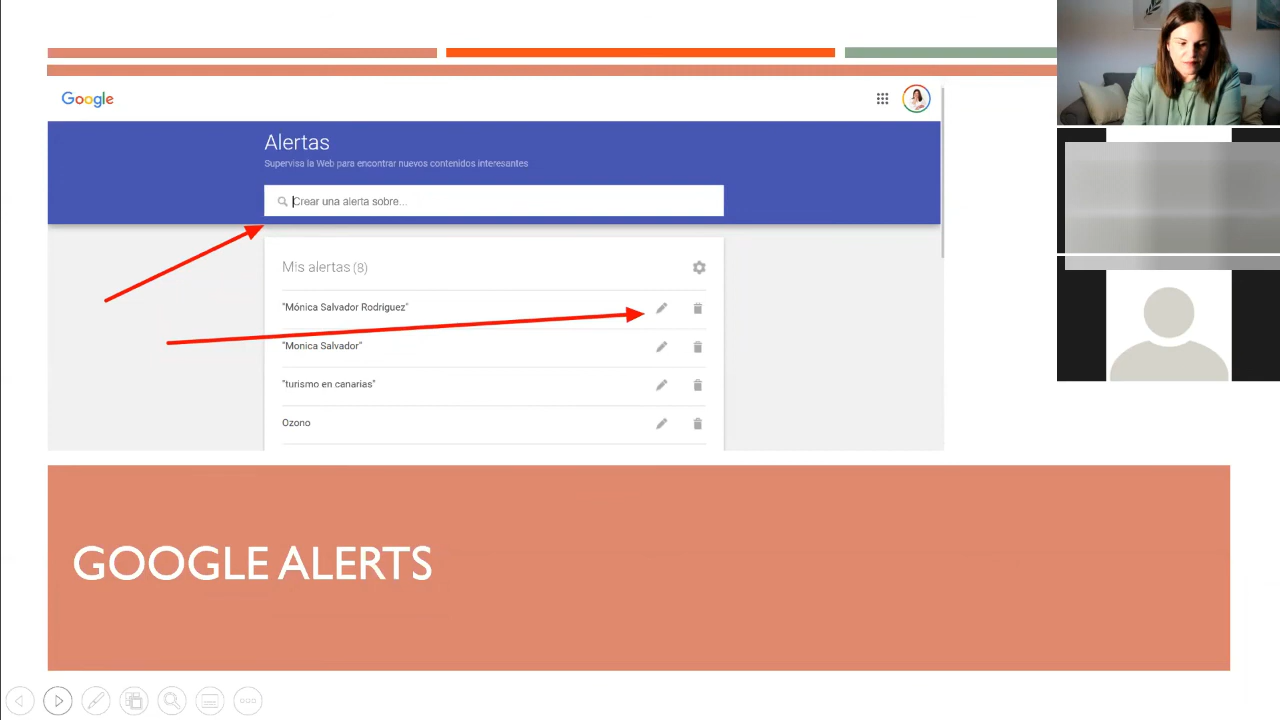 Google
Alertas
Supervisa la Web para encontrar nuevos contenidos interesantes
Crear una alerta sobre...
Mis alertas (8)
"Mónica Salvador Rodriguez"
"Monica Salvador"
"turismo en canarias"
Ozono
GOOGLE ALERTS